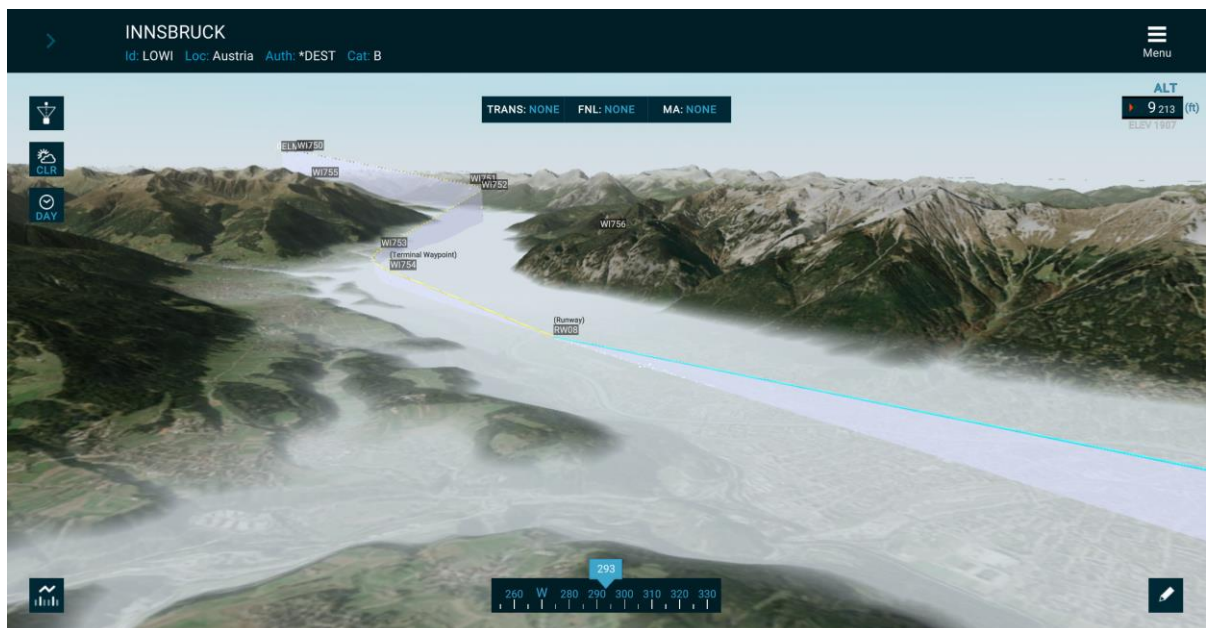 INNSBRUCK
Id: LOWI Loc: Austria Auth: *DEST Cat: B
Menu
TRANS: NONE FNL: NONE MA: NONE
ALT
9 213 (ft)
ELEV 1907
CLR
DAY
WI750
WI755
WI751
WI752
WI756
WI753
(Terminal Waypoint)
WI754
(Runway)
RW08
293
260 W 280 290 300 310 320 330